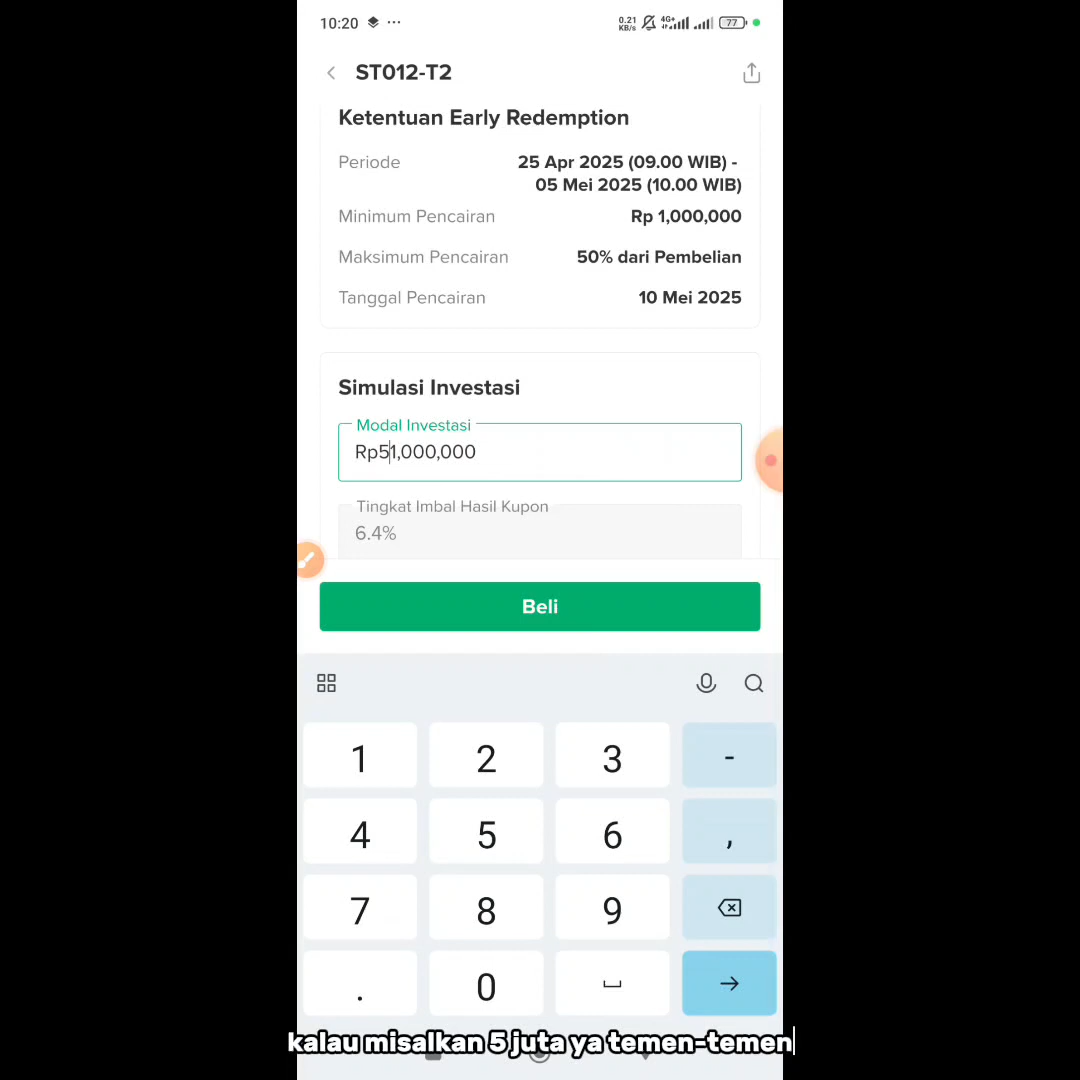 10:20 ... 0.21 KB/s 4G+ 77
ST012-T2
Ketentuan Early Redemption
Periode 25 Apr 2025 (09.00 WIB) -
05 Mei 2025 (10.00 WIB)
Minimum Pencairan Rp 1,000,000
Maksimum Pencairan 50% dari Pembelian
Tanggal Pencairan 10 Mei 2025
Simulasi Investasi
Modal Investasi
Rp51,000,000
Tingkat Imbal Hasil Kupon
6.4%
Beli
1 2 3 -
4 5 6 ,
7 8 9
. 0
kalau misalkan 5 juta ya temen-temen